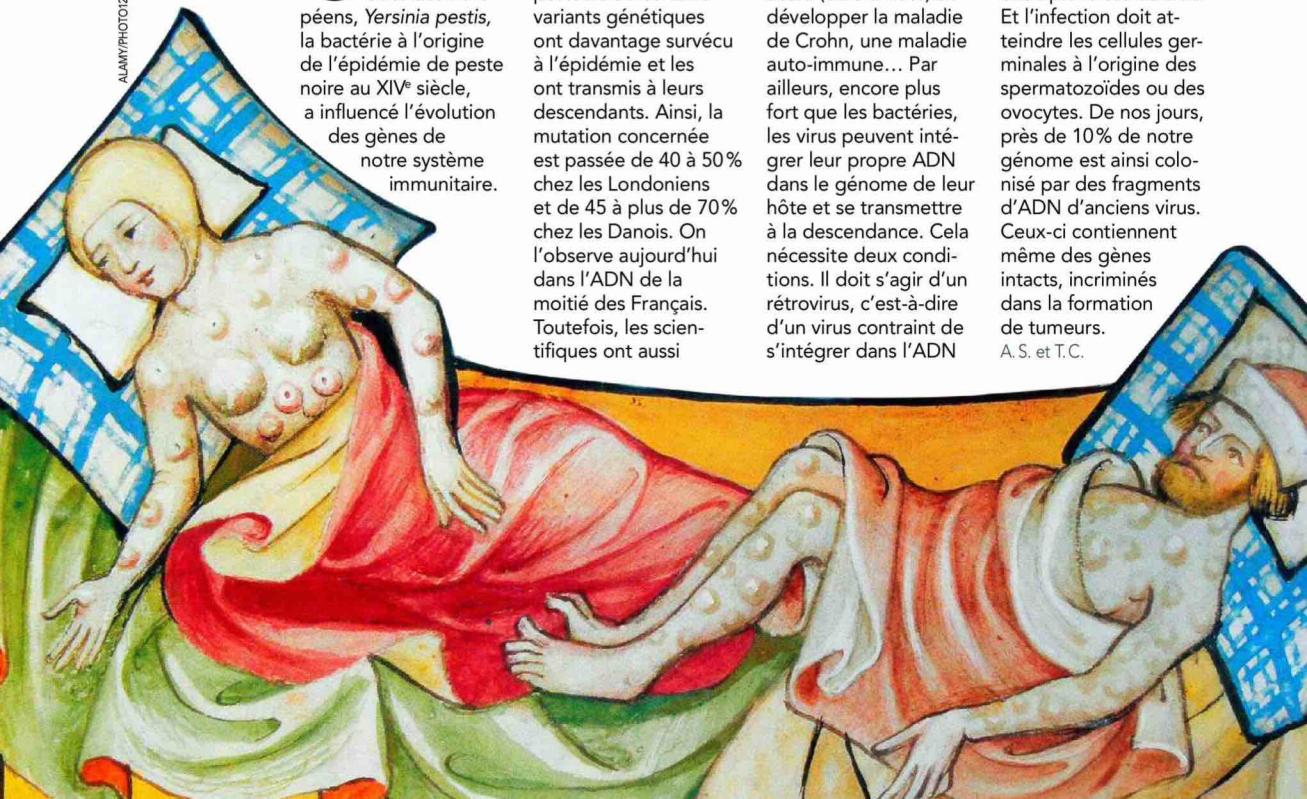 ALAMY/PHOTO12
péens, Yersinia pestis,
la bactérie à l'origine
de l'épidémie de peste
noire au XIVe siècle,
a influencé l'évolution
des gènes de
notre système
immunitaire.
variants génétiques
ont davantage survécu
à l'épidémie et les
ont transmis à leurs
descendants. Ainsi, la
mutation concernée
est passée de 40 à 50 %
chez les Londoniens
et de 45 à plus de 70 %
chez les Danois. On
l'observe aujourd'hui
dans l'ADN de la
moitié des Français.
Toutefois, les scien-
tifiques ont aussi
développer la maladie
de Crohn, une maladie
auto-immune… Par
ailleurs, encore plus
fort que les bactéries,
les virus peuvent inté-
grer leur propre ADN
dans le génome de leur
hôte et se transmettre
à la descendance. Cela
nécessite deux condi-
tions. Il doit s'agir d'un
rétrovirus, c'est-à-dire
d'un virus contraint de
s'intégrer dans l'ADN
Et l'infection doit at-
teindre les cellules ger-
minales à l'origine des
spermatozoïdes ou des
ovocytes. De nos jours,
près de 10 % de notre
génome est ainsi colo-
nisé par des fragments
d'ADN d'anciens virus.
Ceux-ci contiennent
même des gènes
intacts, incriminés
dans la formation
de tumeurs.
A. S. et T. C.